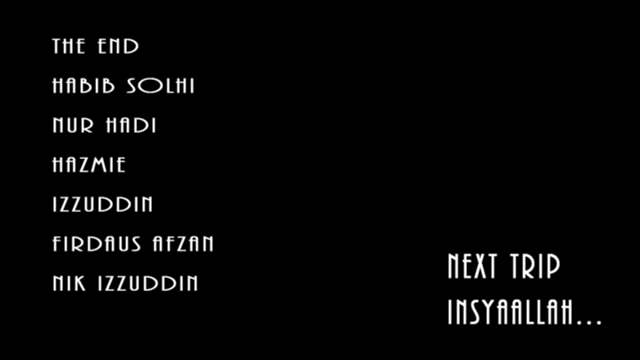 THE END
HABIB SOLHI
NUR HADI
HAZMIE
IZZUDDIN
FIRDAUS AFZAN
NIK IZZUDDIN
NEXT TRIP
INSYAALLAH...